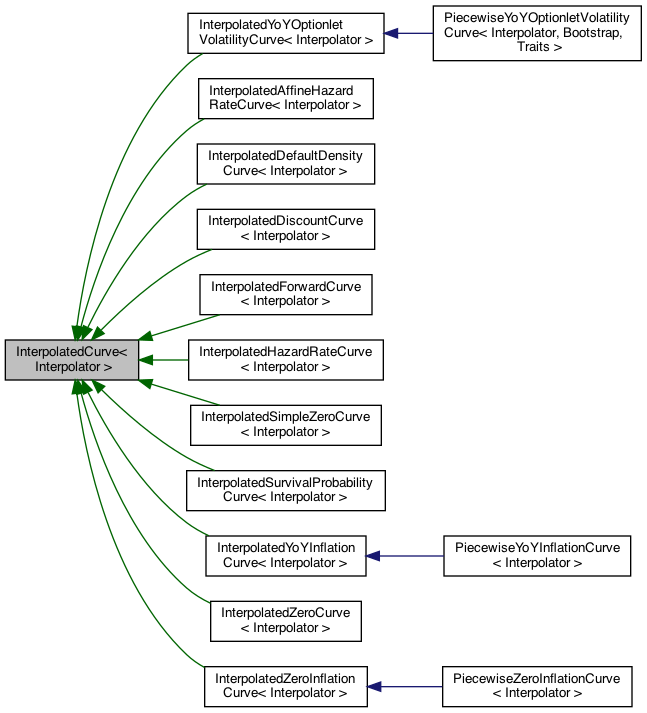 InterpolatedYoYOptionlet
VolatilityCurve< Interpolator >
PiecewiseYoYOptionletVolatility
Curve< Interpolator, Bootstrap,
Traits >
InterpolatedAffineHazard
RateCurve< Interpolator >
InterpolatedDefaultDensity
Curve< Interpolator >
InterpolatedDiscountCurve
< Interpolator >
InterpolatedForwardCurve
< Interpolator >
InterpolatedCurve<
Interpolator >
InterpolatedHazardRateCurve
< Interpolator >
InterpolatedSimpleZeroCurve
< Interpolator >
InterpolatedSurvivalProbability
Curve< Interpolator >
InterpolatedYoYInflation
Curve< Interpolator >
PiecewiseYoYInflationCurve
< Interpolator >
InterpolatedZeroCurve
< Interpolator >
InterpolatedZeroInflation
Curve< Interpolator >
PiecewiseZeroInflationCurve
< Interpolator >